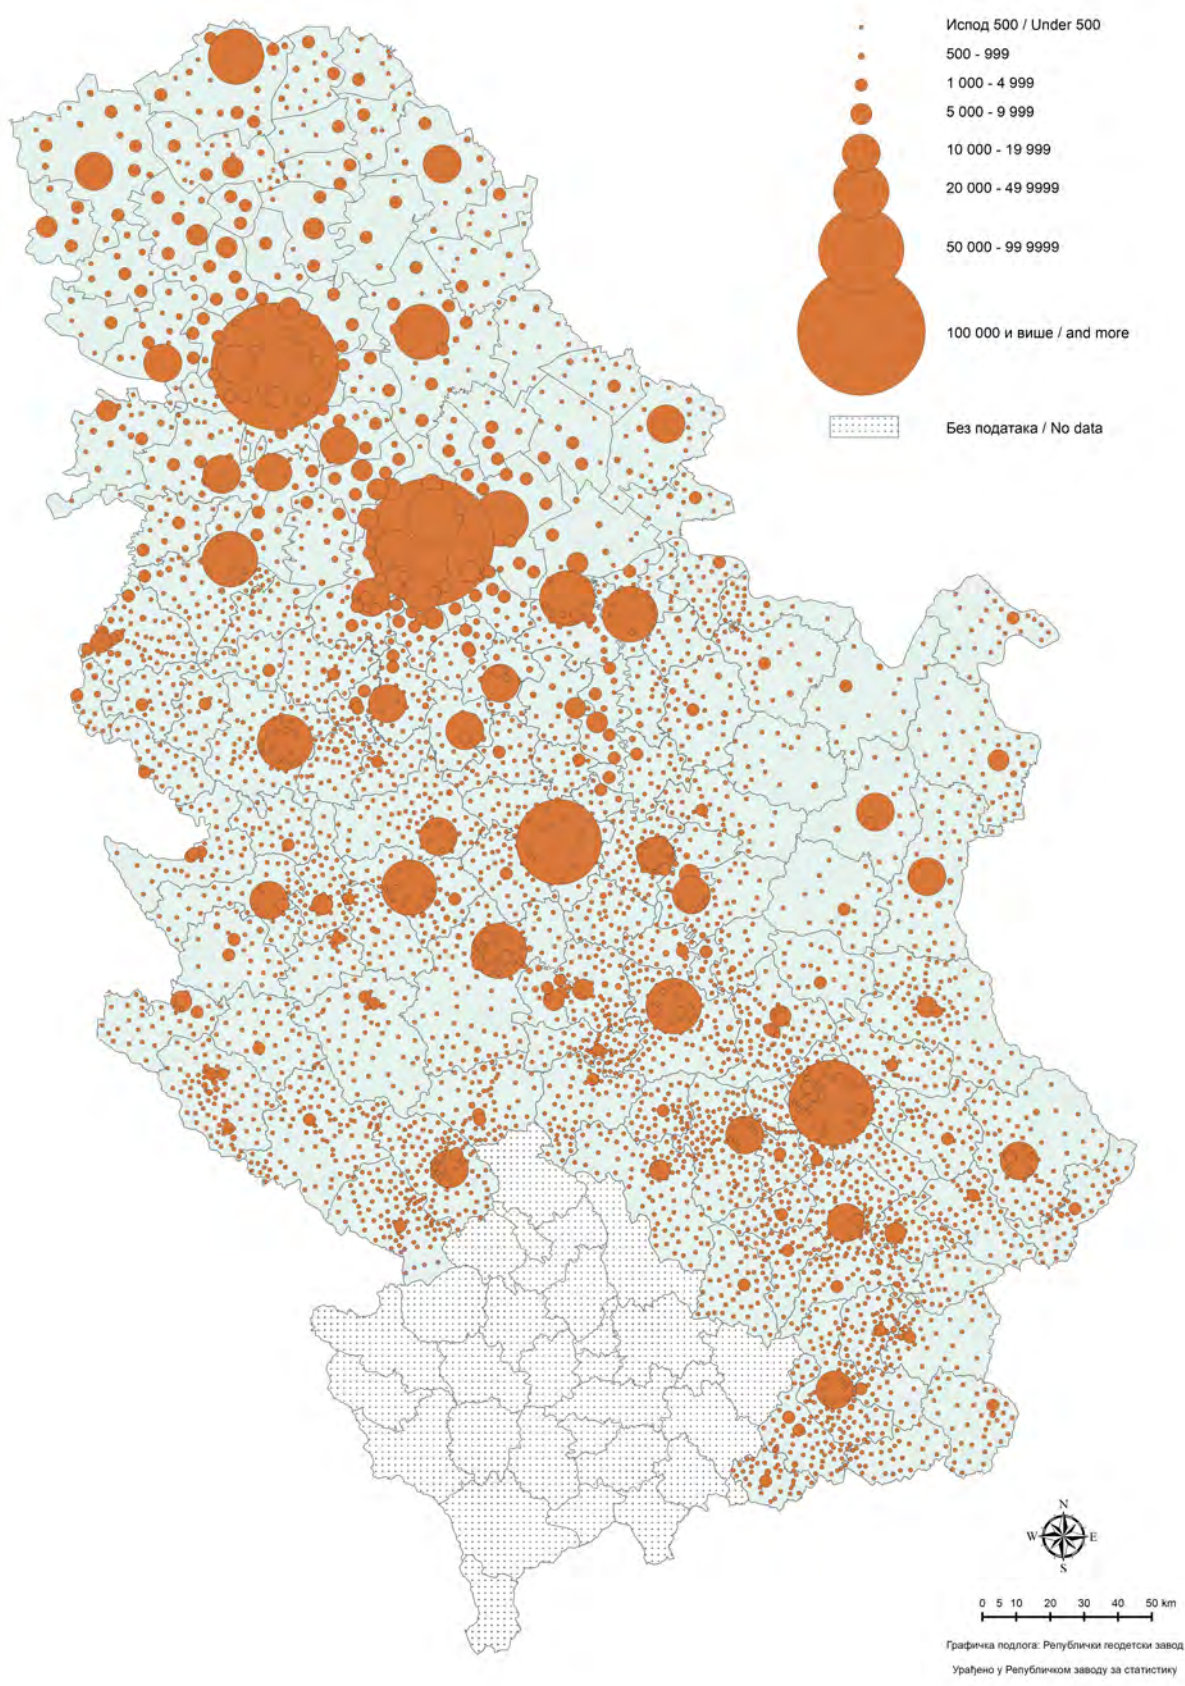 Испод 500 / Under 500
500 - 999
1 000 - 4 999
5 000 - 9 999
10 000 - 19 999
20 000 - 49 9999
50 000 - 99 9999
100 000 и више / and more
Без података / No data
N
W E
S
0 5 10 20 30 40 50 km
Графичка подлога: Републички геодетски завод
Урађено у Републичком заводу за статистику